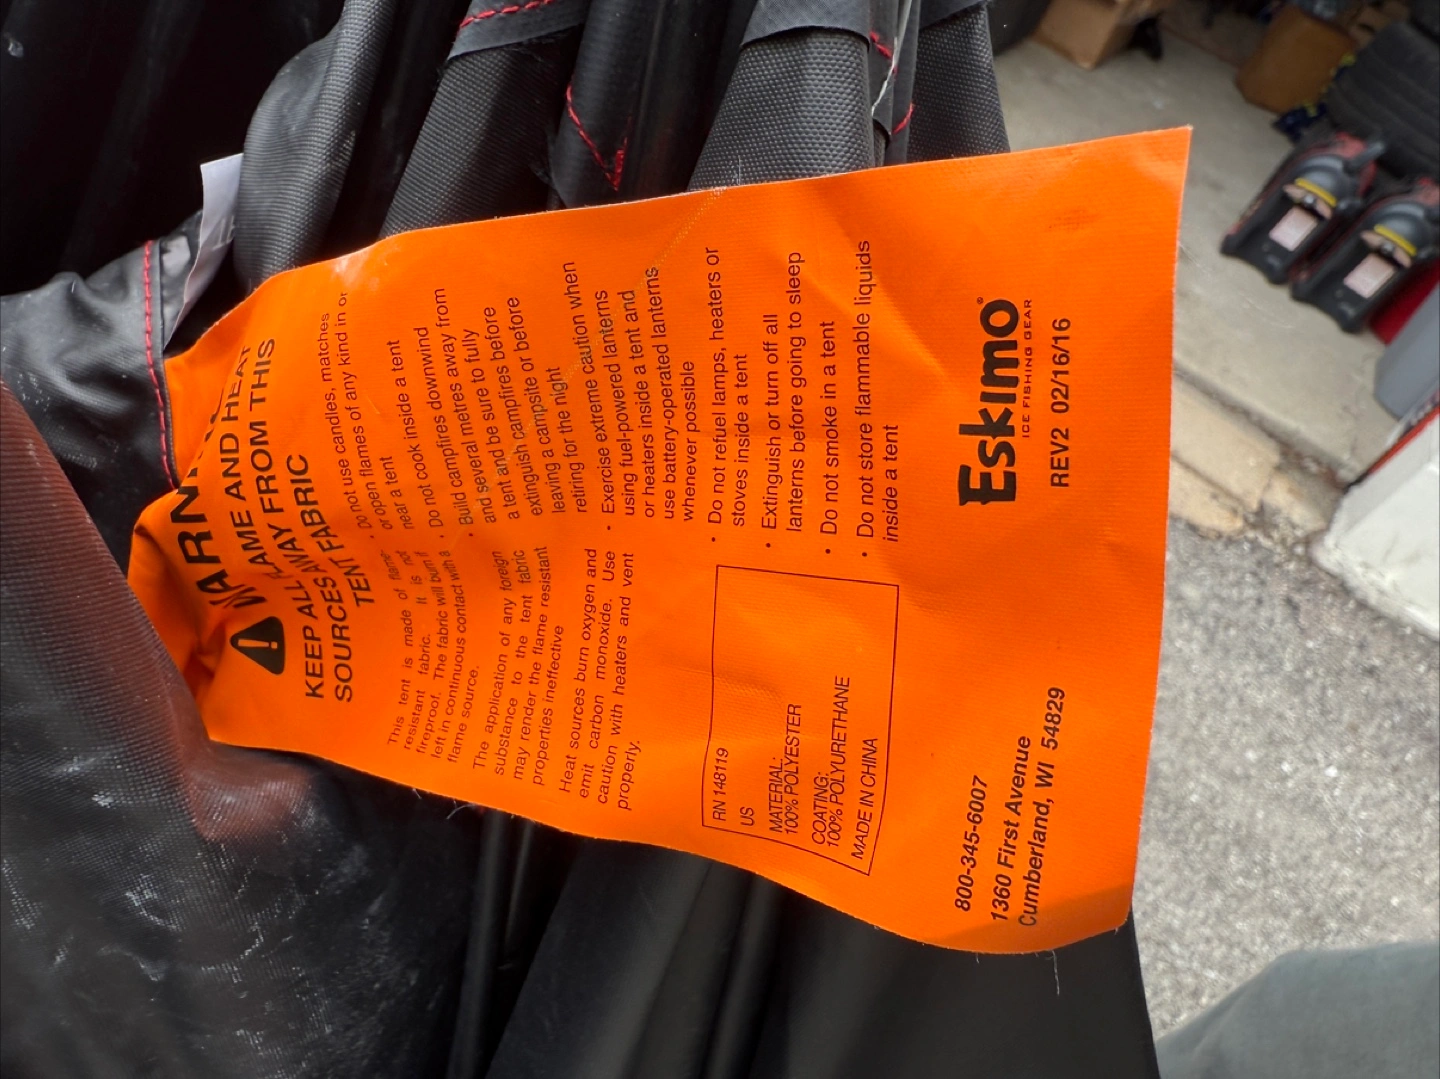 KEEP ALL FLAME AND HEAT
SOURCES AWAY FROM THIS
TENT FABRIC
This tent is made of flame-
resistant fabric. It is not
fireproof. The fabric will burn if
left in continuous contact with a
flame source.
The application of any foreign
substance to the tent fabric
may render the flame resistant
properties ineffective
Heat sources burn oxygen and
emit carbon monoxide. Use
caution with heaters and vent
properly.
• Do not use candles, matches
or open flames of any kind in or
near a tent
• Do not cook inside a tent
• Build campfires downwind
and several metres away from
a tent and be sure to fully
extinguish campfires before
leaving a campsite or before
retiring for the night
• Exercise extreme caution when
using fuel-powered lanterns
or heaters inside a tent and
use battery-operated lanterns
whenever possible
• Do not refuel lamps, heaters or
stoves inside a tent
• Extinguish or turn off all
lanterns before going to sleep
• Do not smoke in a tent
• Do not store flammable liquids
inside a tent
RN 148119
US
MATERIAL:
100% POLYESTER
COATING:
100% POLYURETHANE
MADE IN CHINA
800-345-6007
1360 First Avenue
Cumberland, WI 54829
ESKIMO®
ICE FISHING GEAR
REV2 02/16/16